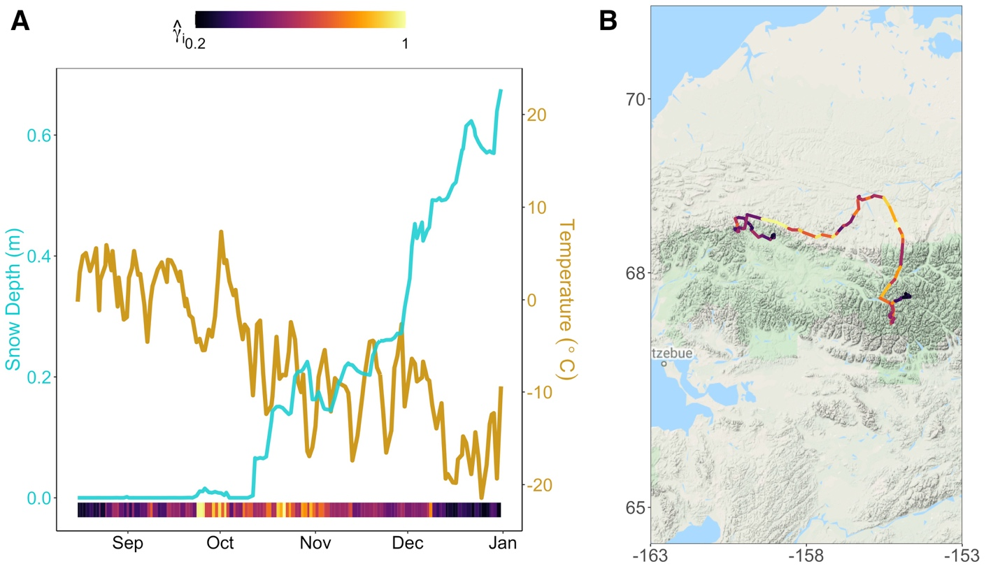 A
γ̂i
0.2
1
Snow Depth (m)
0.6
0.4
0.2
0.0
20
10
0
-10
-20
Temperature (°C)
Sep
Oct
Nov
Dec
Jan
B
70
68
65
tzebue
-163
-158
-153